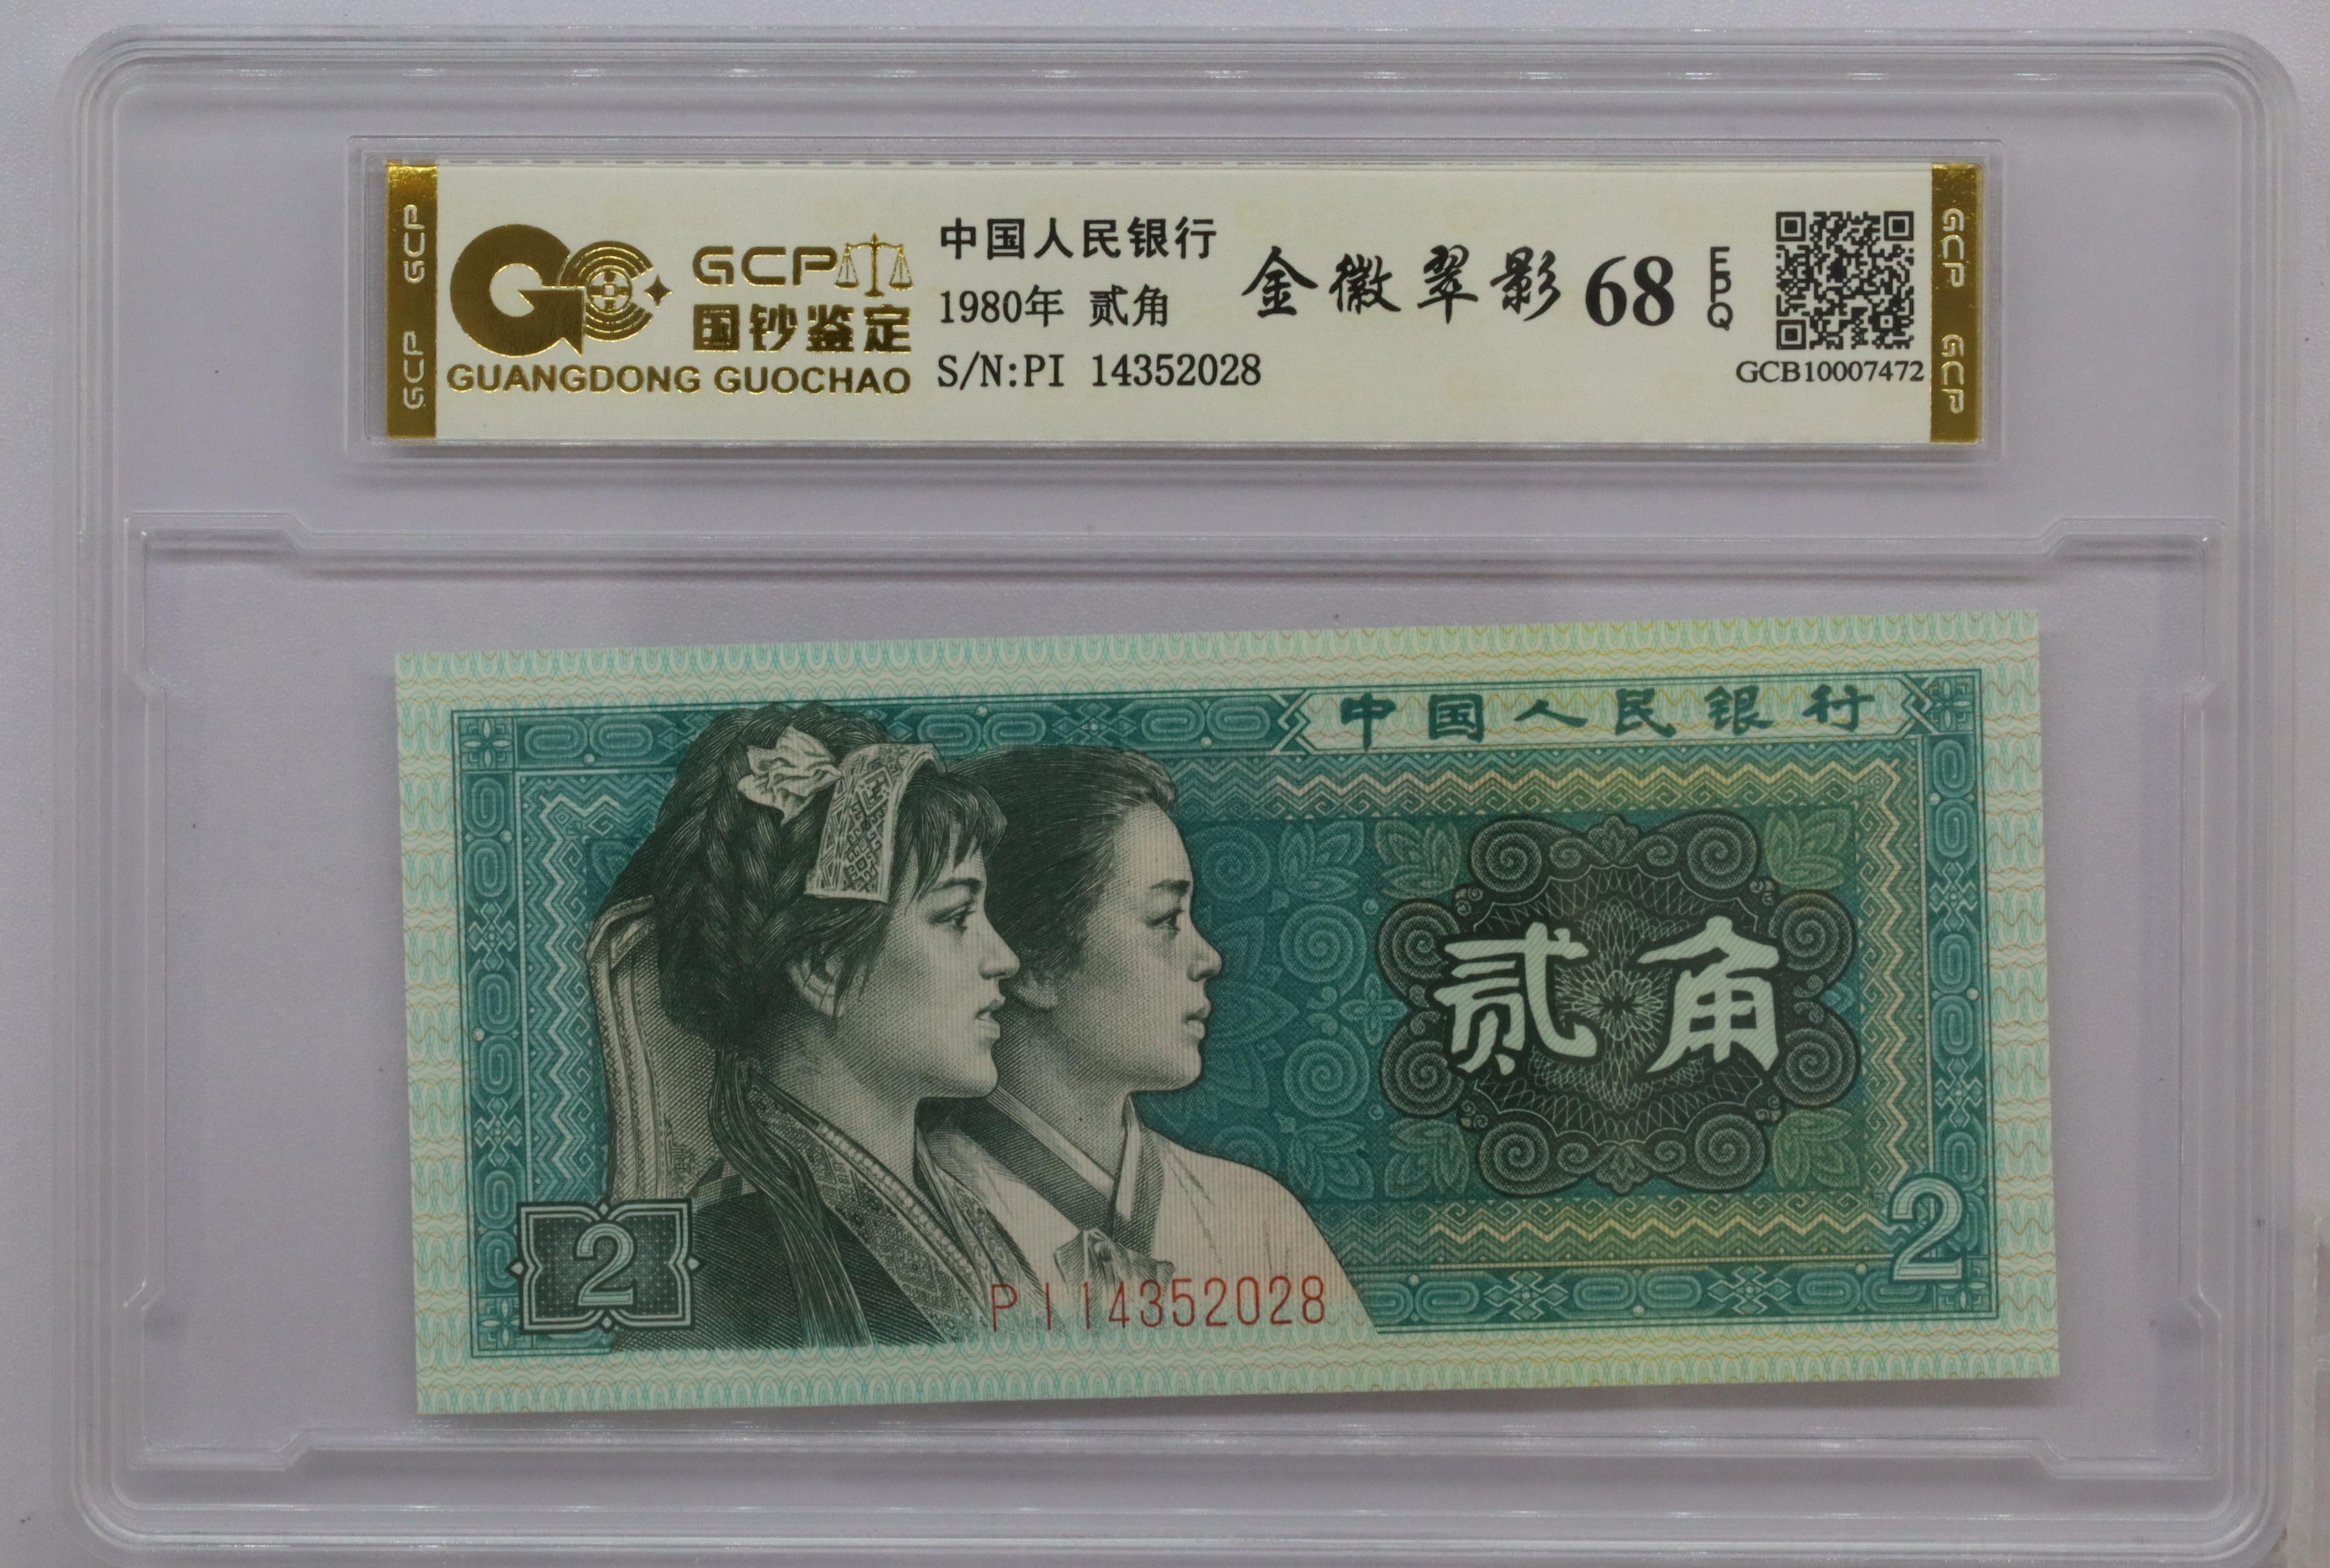 GCP GCP
GCP
国钞鉴定
GUANGDONG GUOCHAO
中国人民银行
1980年 贰角
S/N:PI 14352028
金徽翠影 68 EPQ
GCB10007472
GCP GCP
中国人民银行
贰角
2
2
PI14352028